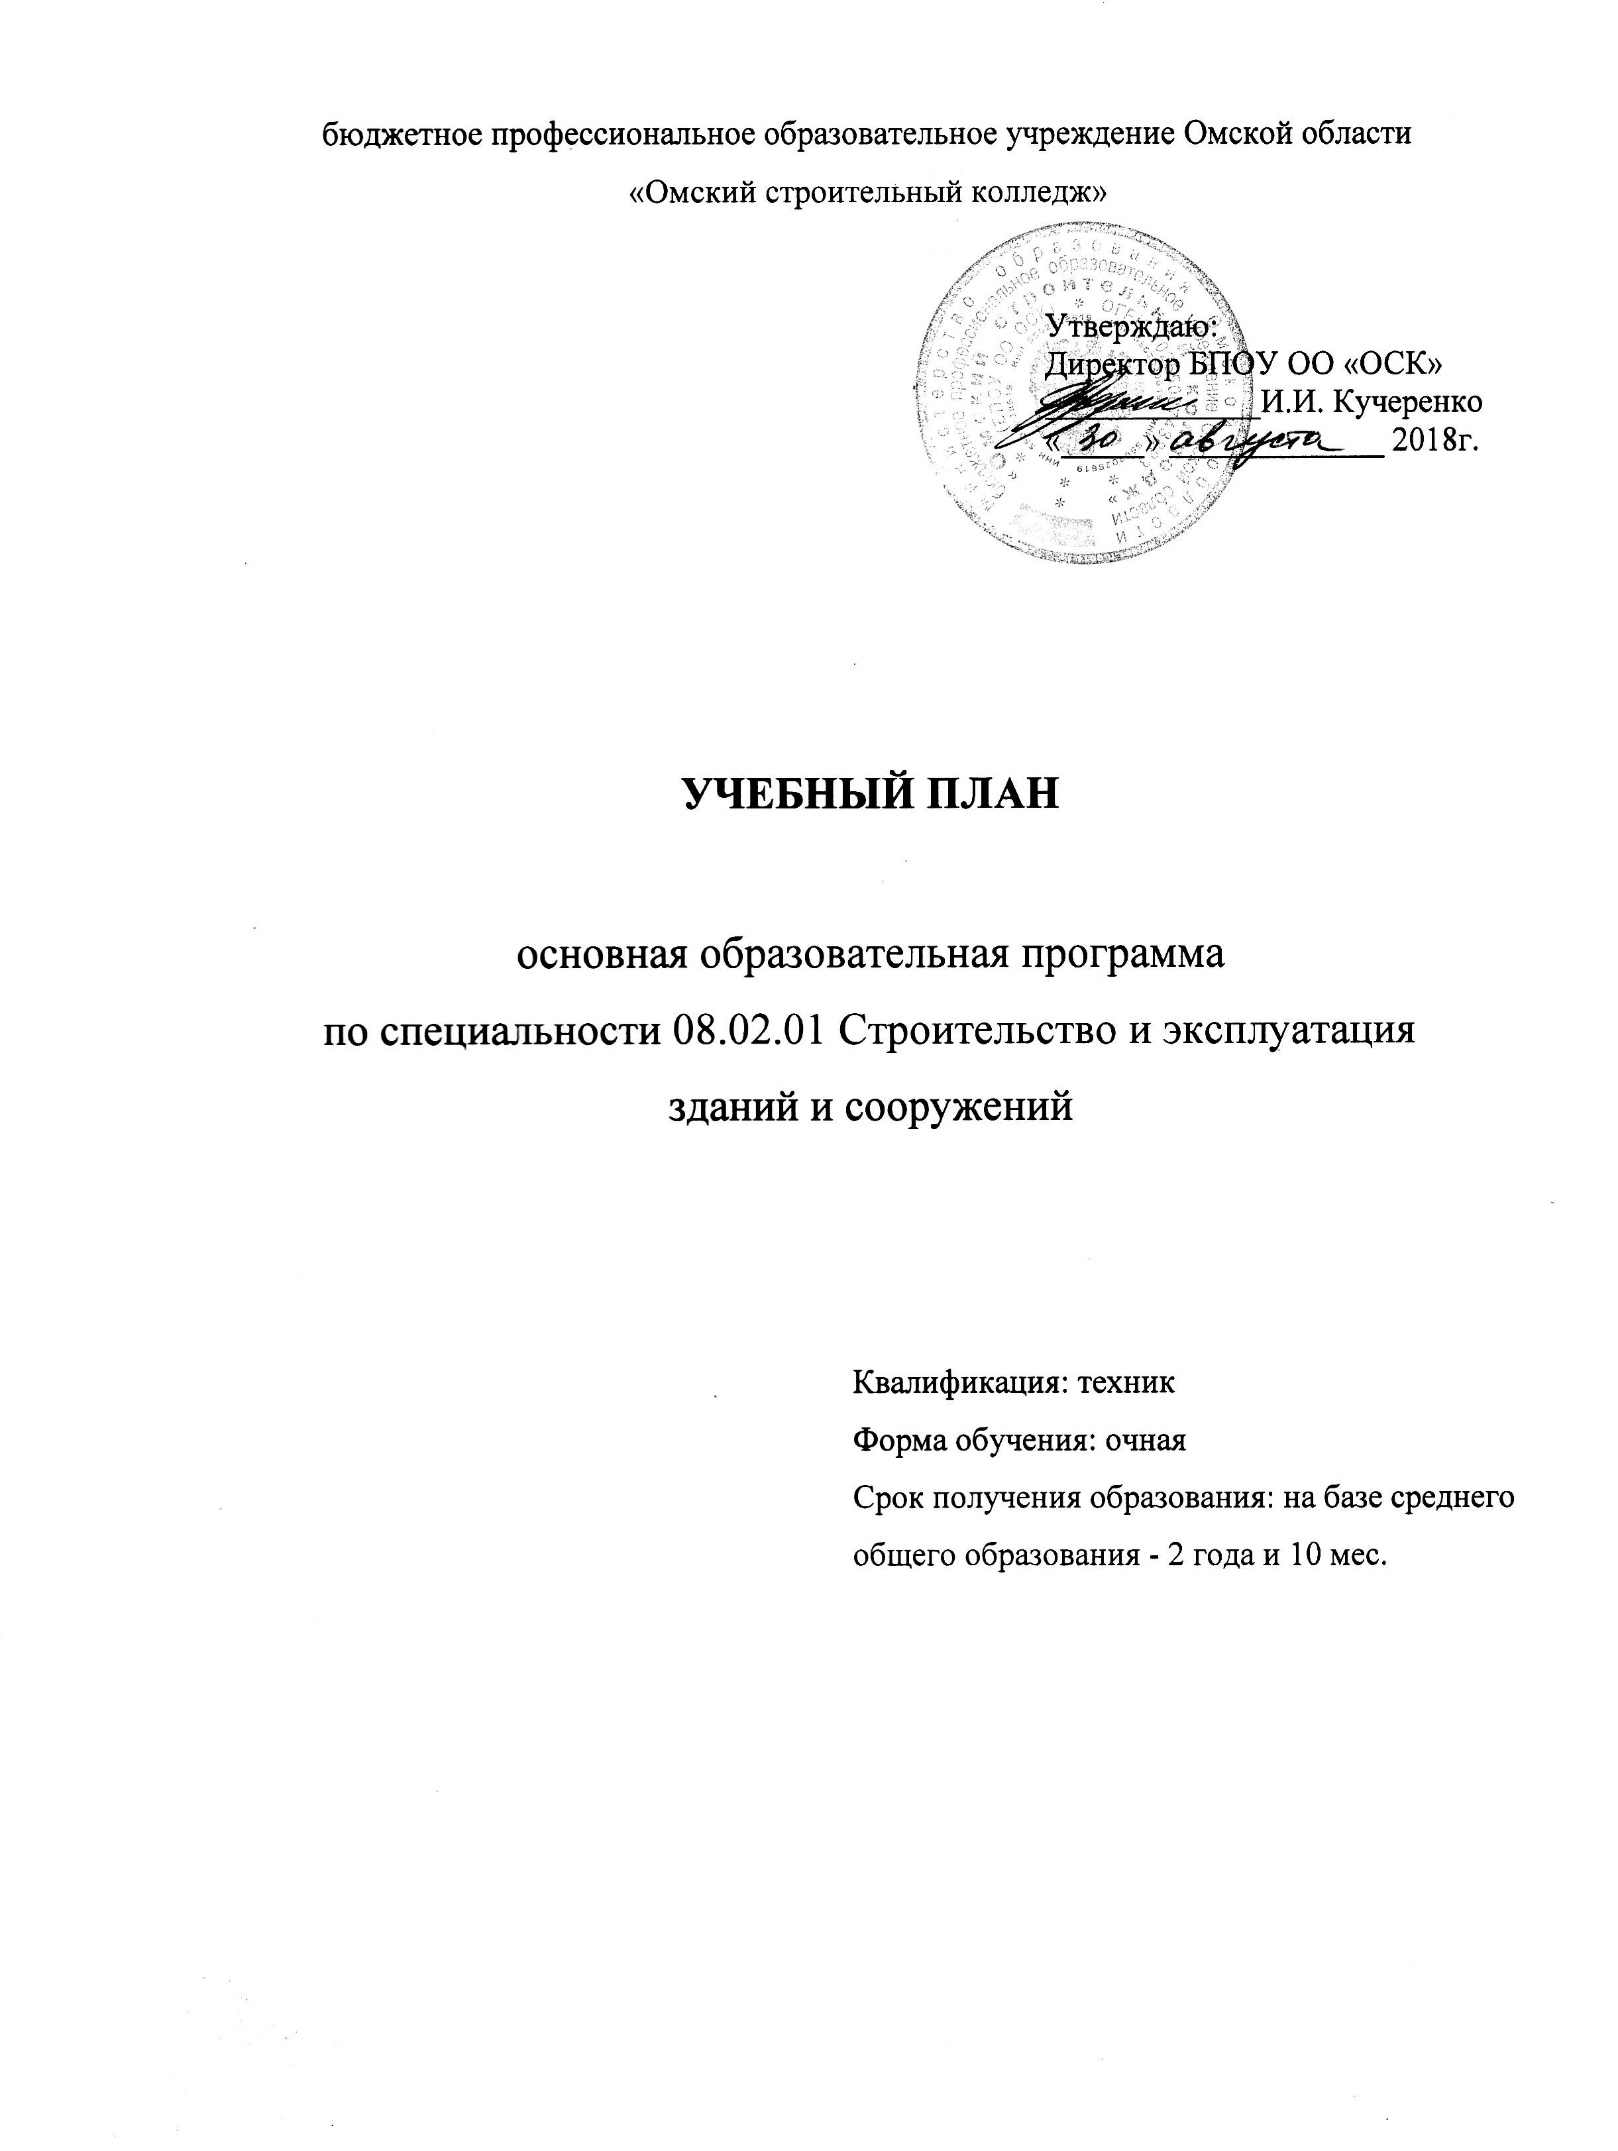 бюджетное профессиональное образовательное учреждение Омской области
«Омский строительный колледж»
Утверждаю:
Директор БПОУ ОО «ОСК»
И.И. Кучеренко
«30» августа 2018г.
УЧЕБНЫЙ ПЛАН
основная образовательная программа
по специальности 08.02.01 Строительство и эксплуатация
зданий и сооружений
Квалификация: техник
Форма обучения: очная
Срок получения образования: на базе среднего
общего образования - 2 года и 10 мес.